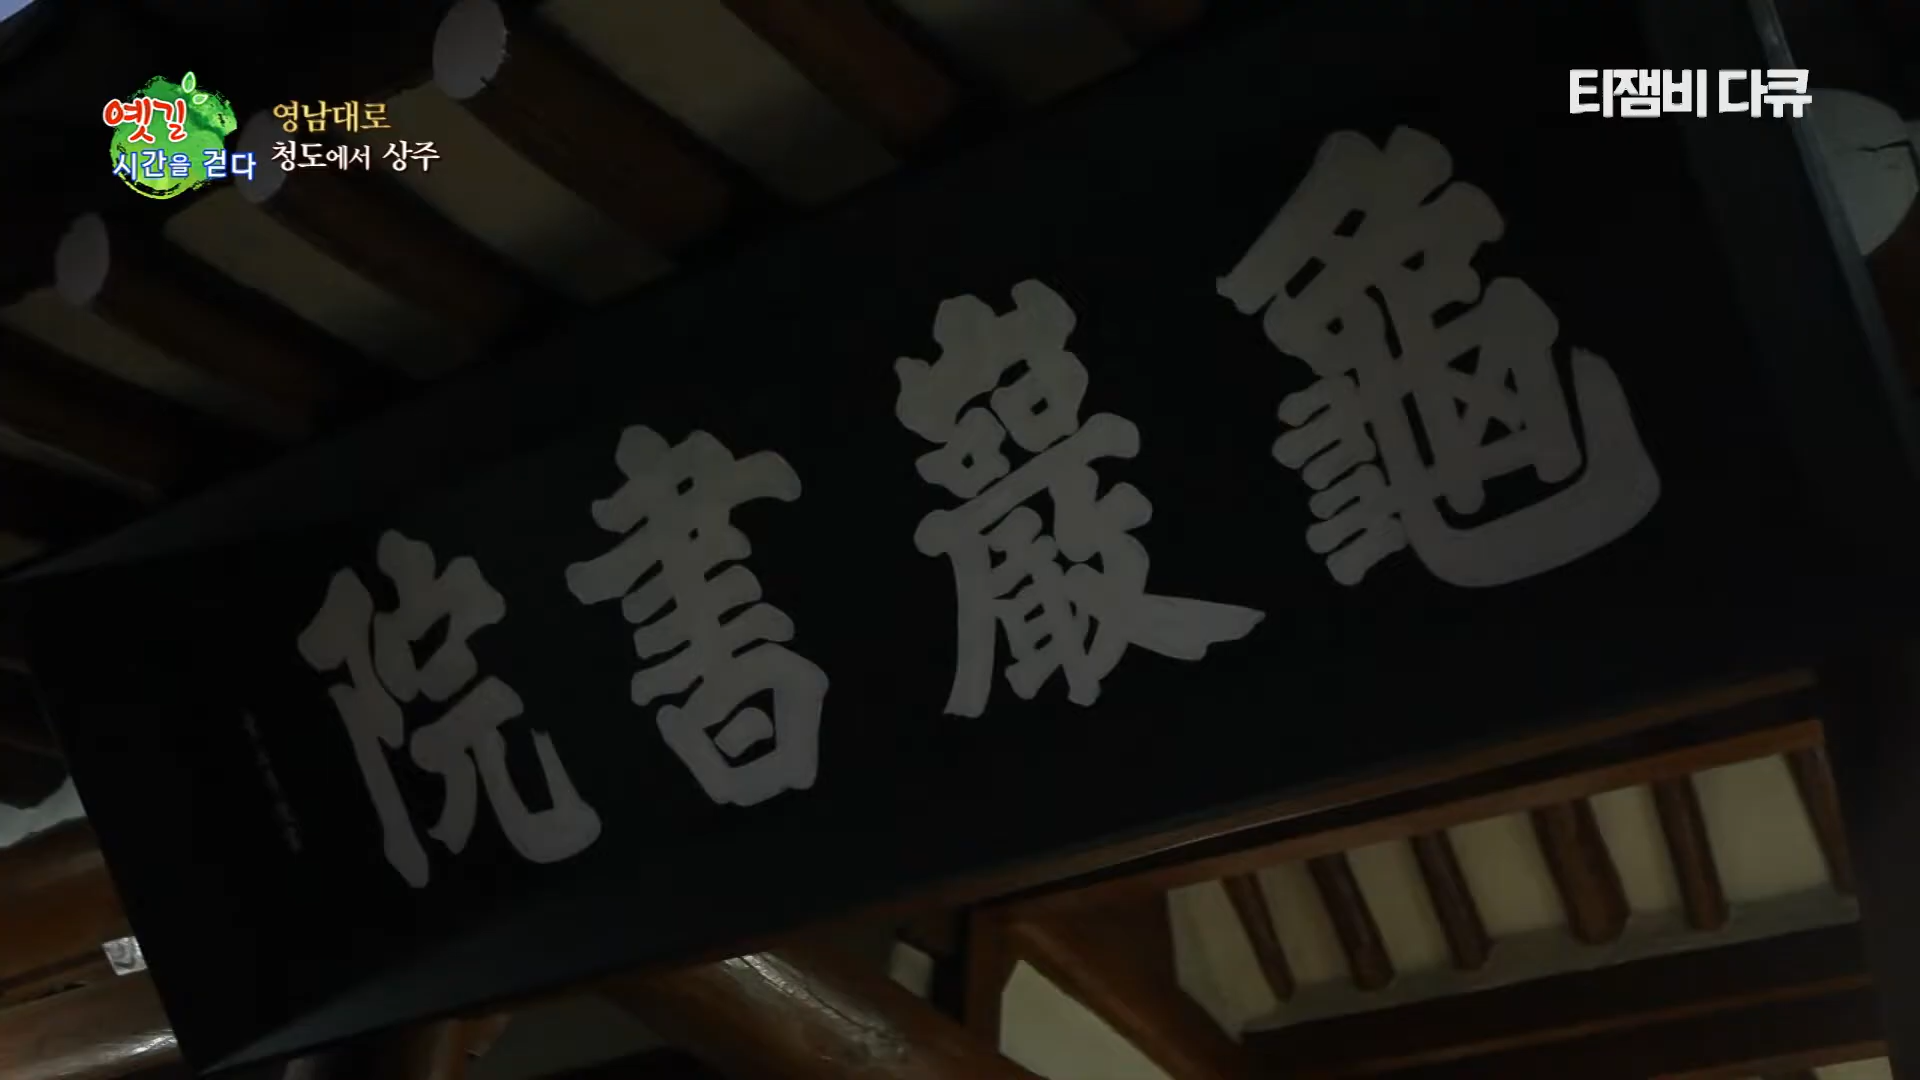 옛길
시간을 걷다
영남대로
청도에서 상주
티잼비 다큐
龜巖書院